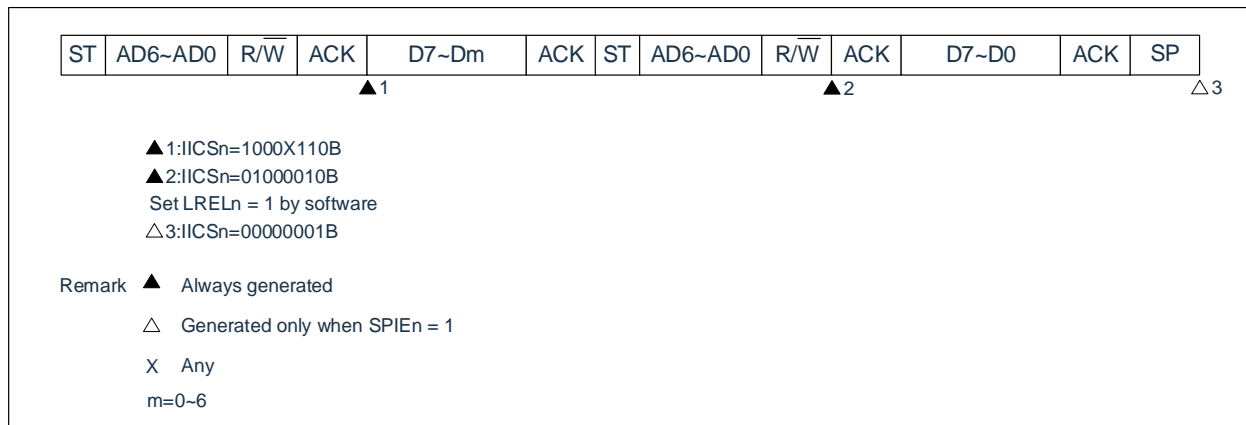 ST AD6~AD0 R/W̅ ACK D7~Dm ACK ST AD6~AD0 R/W̅ ACK D7~D0 ACK SP
▲1 ▲2 △3
▲1:IICSn=1000X110B
▲2:IICSn=01000010B
Set LRELn = 1 by software
△3:IICSn=00000001B
Remark ▲ Always generated
△ Generated only when SPIEn = 1
X Any
m=0~6